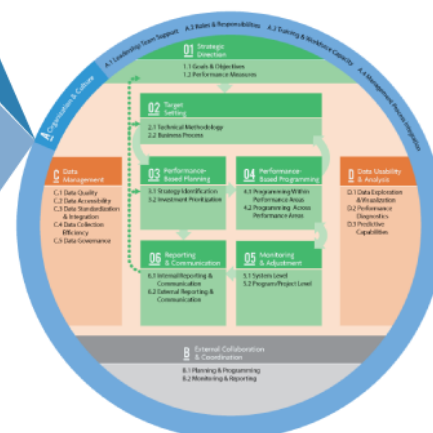 A Organization & Culture
A.1 Leadership Team Support
A.2 Roles & Responsibilities
A.3 Training & Workforce Capacity
A.4 Management Process Integration
01 Strategic
Direction
1.1 Goals & Objectives
1.2 Performance Measures
02 Target
Setting
2.1 Technical Methodology
2.2 Business Process
C Data
Management
C.1 Data Quality
C.2 Data Accessibility
C.3 Data Standardization
& Integration
C.4 Data Collection
Efficiency
C.5 Data Governance
03 Performance-
Based Planning
3.1 Strategy Identification
3.2 Investment Prioritization
04 Performance-
Based Programming
4.1 Programming Within
Performance Areas
4.2 Programming Across
Performance Areas
D Data Usability
& Analysis
D.1 Data Exploration
& Visualization
D.2 Performance
Diagnostics
D.3 Predictive
Capabilities
06 Reporting
& Communication
6.1 Internal Reporting &
Communication
6.2 External Reporting &
Communication
05 Monitoring
& Adjustment
5.1 System Level
5.2 Program/Project Level
B External Collaboration
& Coordination
B.1 Planning & Programming
B.2 Monitoring & Reporting